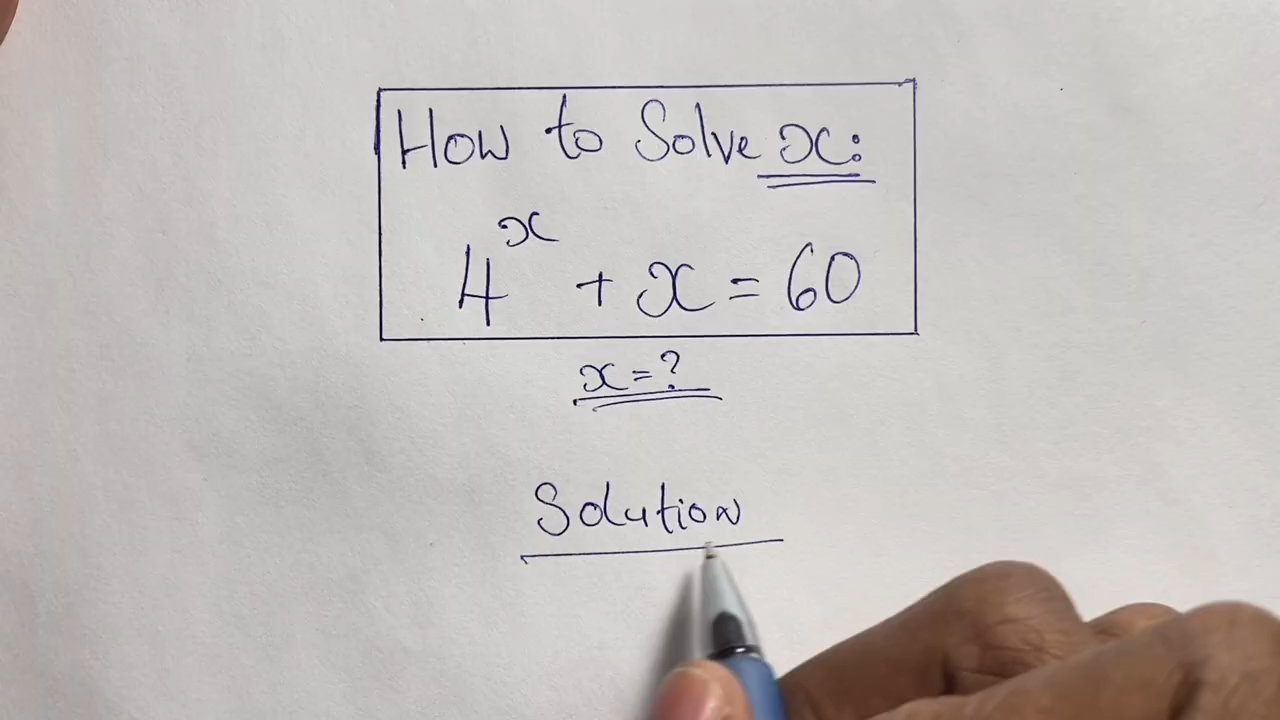 How to Solve x:
4^x + x = 60
x = ?
Solution